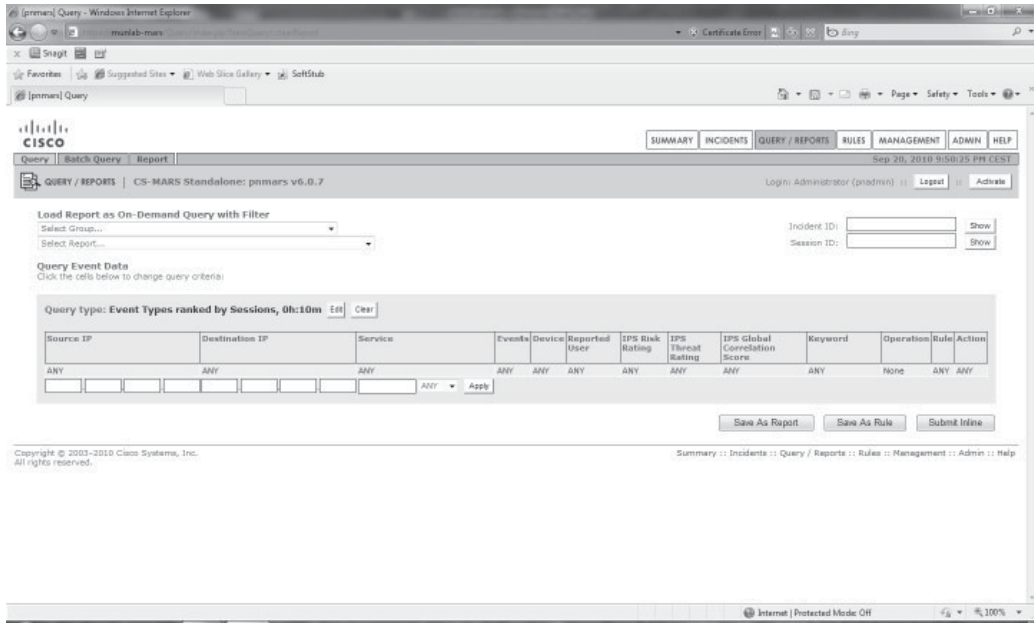 [pnmars] Query - Windows Internet Explorer
munlab-mars
Certificate Error
Bing
Snagit
Favorites Suggested Sites Web Slice Gallery SoftStub
[pnmars] Query
Page Safety Tools
CISCO
SUMMARY INCIDENTS QUERY / REPORTS RULES MANAGEMENT ADMIN HELP
Query Batch Query Report
Sep 20, 2010 9:50:25 PM CEST
QUERY / REPORTS | CS-MARS Standalone: pnmars v6.0.7
Login: Administrator (pnadmin) :: Logout :: Activate
Load Report as On-Demand Query with Filter
Select Group...
Select Report...
Incident ID: Show
Session ID: Show
Query Event Data
Click the cells below to change query criteria:
Query type: Event Types ranked by Sessions, 0h:10m Edit Clear
Source IP Destination IP Service Events Device Reported User IPS Risk Rating IPS Threat Rating IPS Global Correlation Score Keyword Operation Rule Action
ANY ANY ANY ANY ANY ANY ANY ANY ANY ANY None ANY ANY
ANY Apply
Save As Report Save As Rule Submit Inline
Copyright © 2003-2010 Cisco Systems, Inc.
All rights reserved.
Summary :: Incidents :: Query / Reports :: Rules :: Management :: Admin :: Help
Internet | Protected Mode: Off
100%